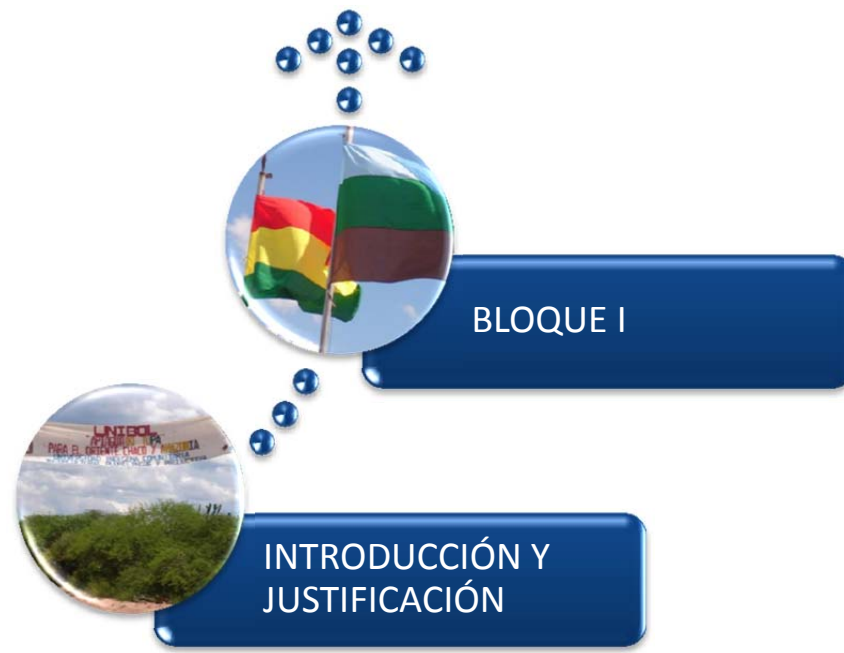 BLOQUE I
UNIBOL
PARA EL ORIENTE CHACO Y AMAZONIA
INTRODUCCIÓN Y
JUSTIFICACIÓN